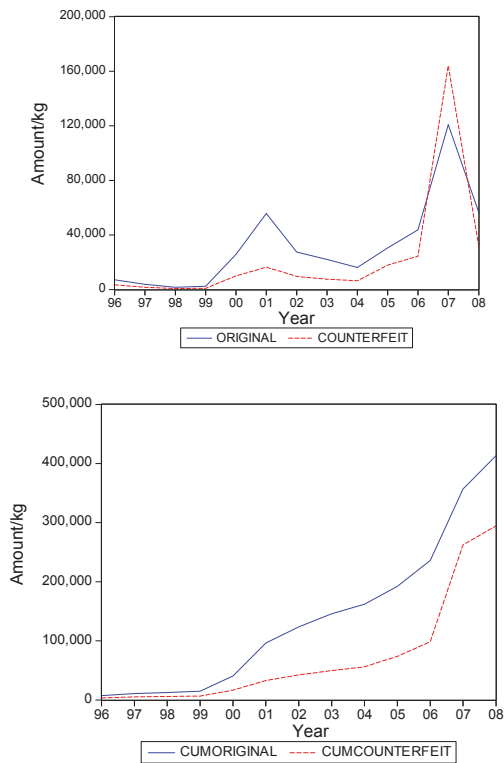 200,000
160,000
120,000
80,000
40,000
0
Amount/kg
96 97 98 99 00 01 02 03 04 05 06 07 08
Year
ORIGINAL COUNTERFEIT
500,000
400,000
300,000
200,000
100,000
0
Amount/kg
96 97 98 99 00 01 02 03 04 05 06 07 08
Year
CUMORIGINAL CUMCOUNTERFEIT